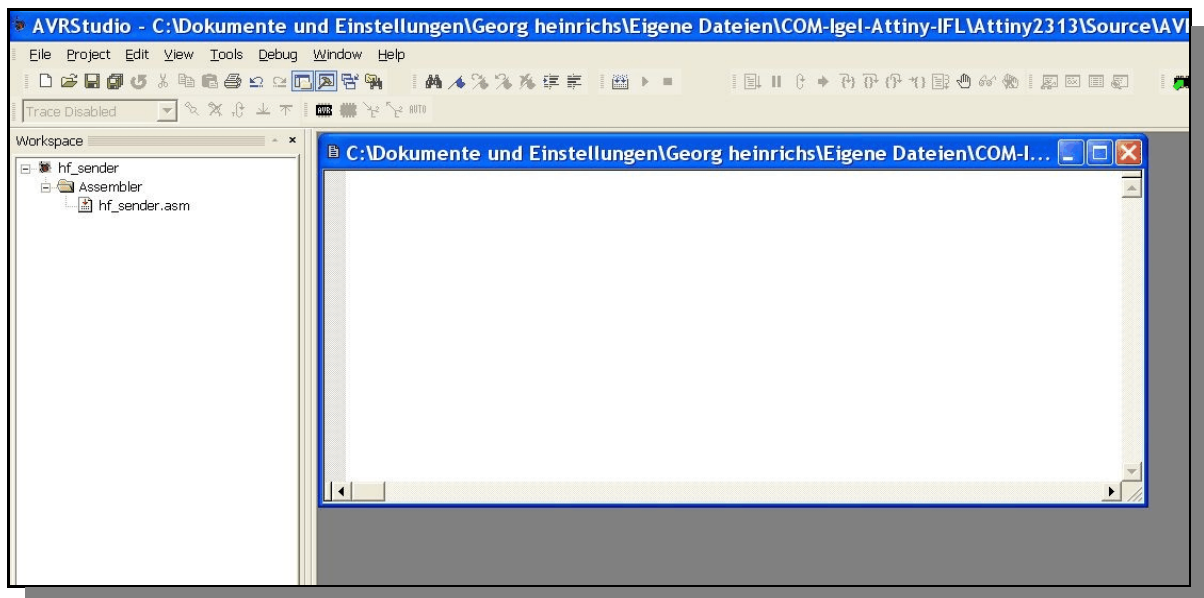 AVRStudio - C:\Dokumente und Einstellungen\Georg heinrichs\Eigene Dateien\COM-Igel-Attiny-IFL\Attiny2313\Source\AVI
File Project Edit View Tools Debug Window Help
Trace Disabled AVR AUTO
Workspace
C:\Dokumente und Einstellungen\Georg heinrichs\Eigene Dateien\COM-I...
hf_sender
Assembler
hf_sender.asm